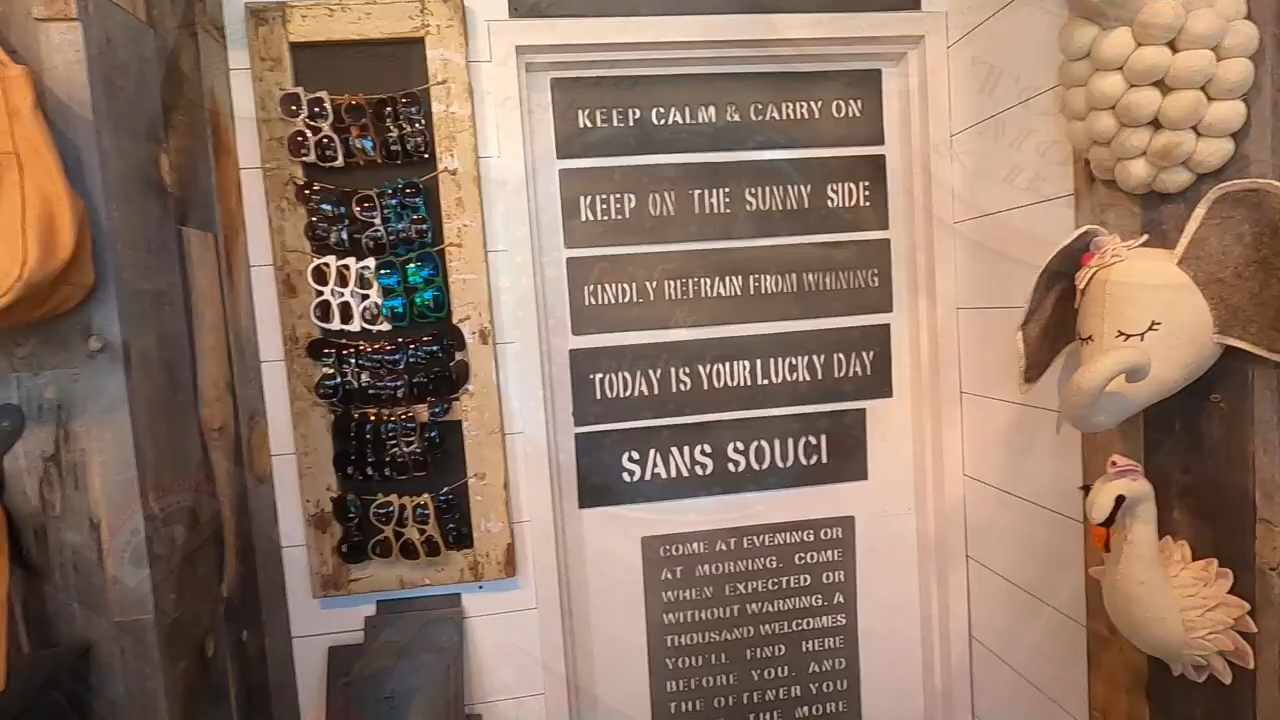 KEEP CALM & CARRY ON
KEEP ON THE SUNNY SIDE
KINDLY REFRAIN FROM WHINING
TODAY IS YOUR LUCKY DAY
SANS SOUCI
COME AT EVENING OR
AT MORNING. COME
WHEN EXPECTED OR
WITHOUT WARNING. A
THOUSAND WELCOMES
YOU'LL FIND HERE
BEFORE YOU. AND
THE OFTENER YOU
THE MORE